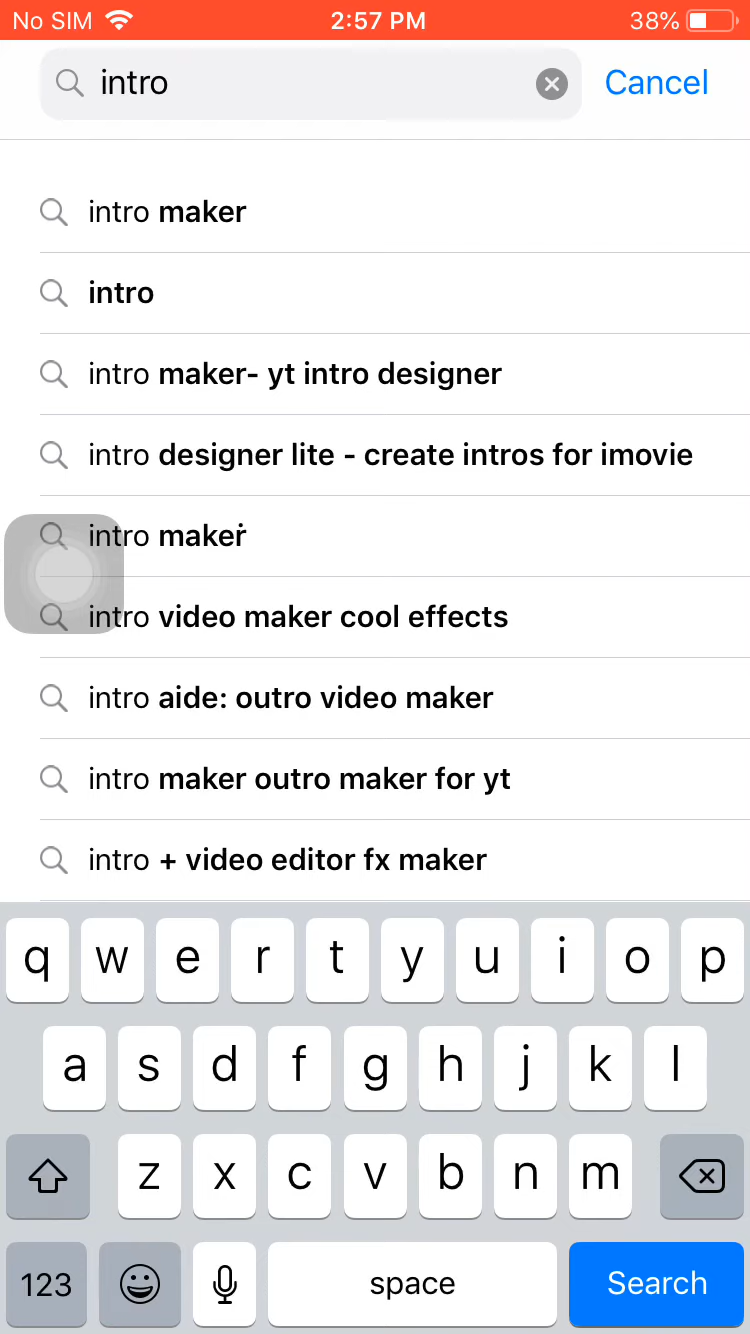 No SIM 2:57 PM 38%
intro Cancel
intro maker
intro
intro maker- yt intro designer
intro designer lite - create intros for imovie
intro makeṙ
intro video maker cool effects
intro aide: outro video maker
intro maker outro maker for yt
intro + video editor fx maker
q w e r t y u i o p
a s d f g h j k l
z x c v b n m
123 space Search